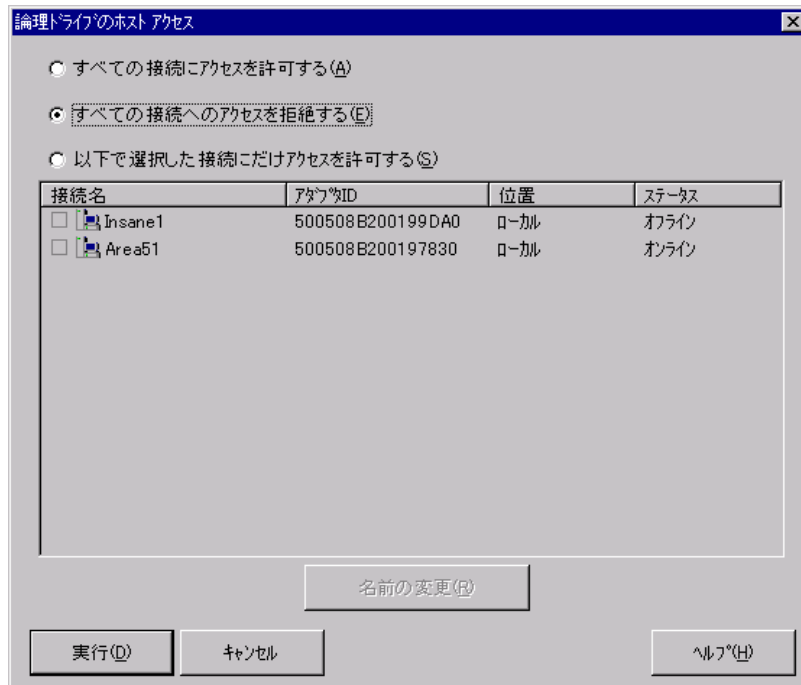 論理ﾄﾞﾗｲﾌﾞのホスト アクセス
すべての接続にｱｸｾｽを許可する(A)
すべての接続へのｱｸｾｽを拒絶する(E)
以下で選択した接続にだけｱｸｾｽを許可する(S)
接続名 ｱﾀﾞﾌﾟﾀID 位置 ステータス
Insane1 500508B200199DA0 ローカル オフライン
Area51 500508B200197830 ローカル オンライン
名前の変更(R)
実行(D) キャンセル ﾍﾙﾌﾟ(H)